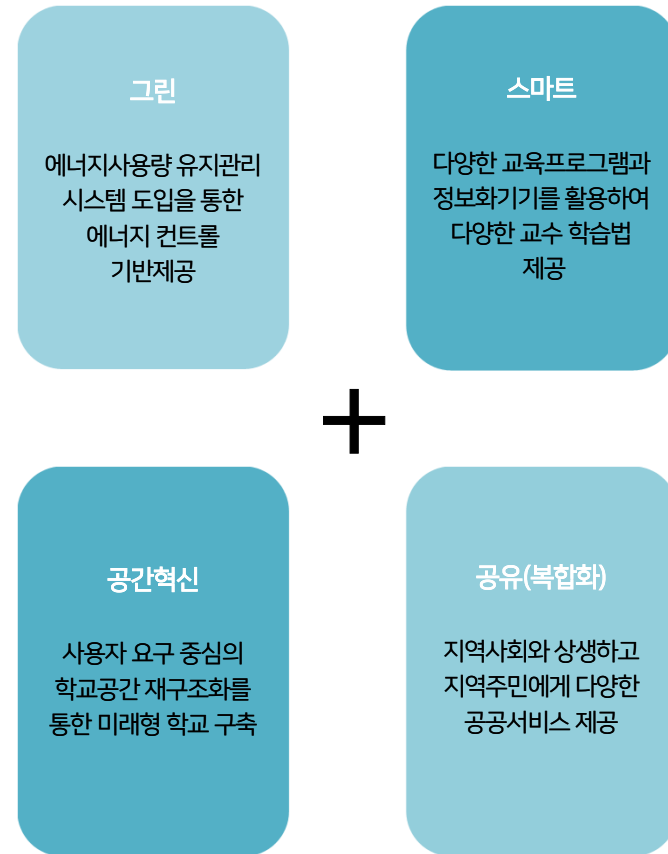 그린
에너지사용량 유지관리
시스템 도입을 통한
에너지 컨트롤
기반제공
스마트
다양한 교육프로그램과
정보화기기를 활용하여
다양한 교수 학습법
제공
+
공간혁신
사용자 요구 중심의
학교공간 재구조화를
통한 미래형 학교 구축
공유(복합화)
지역사회와 상생하고
지역주민에게 다양한
공공서비스 제공